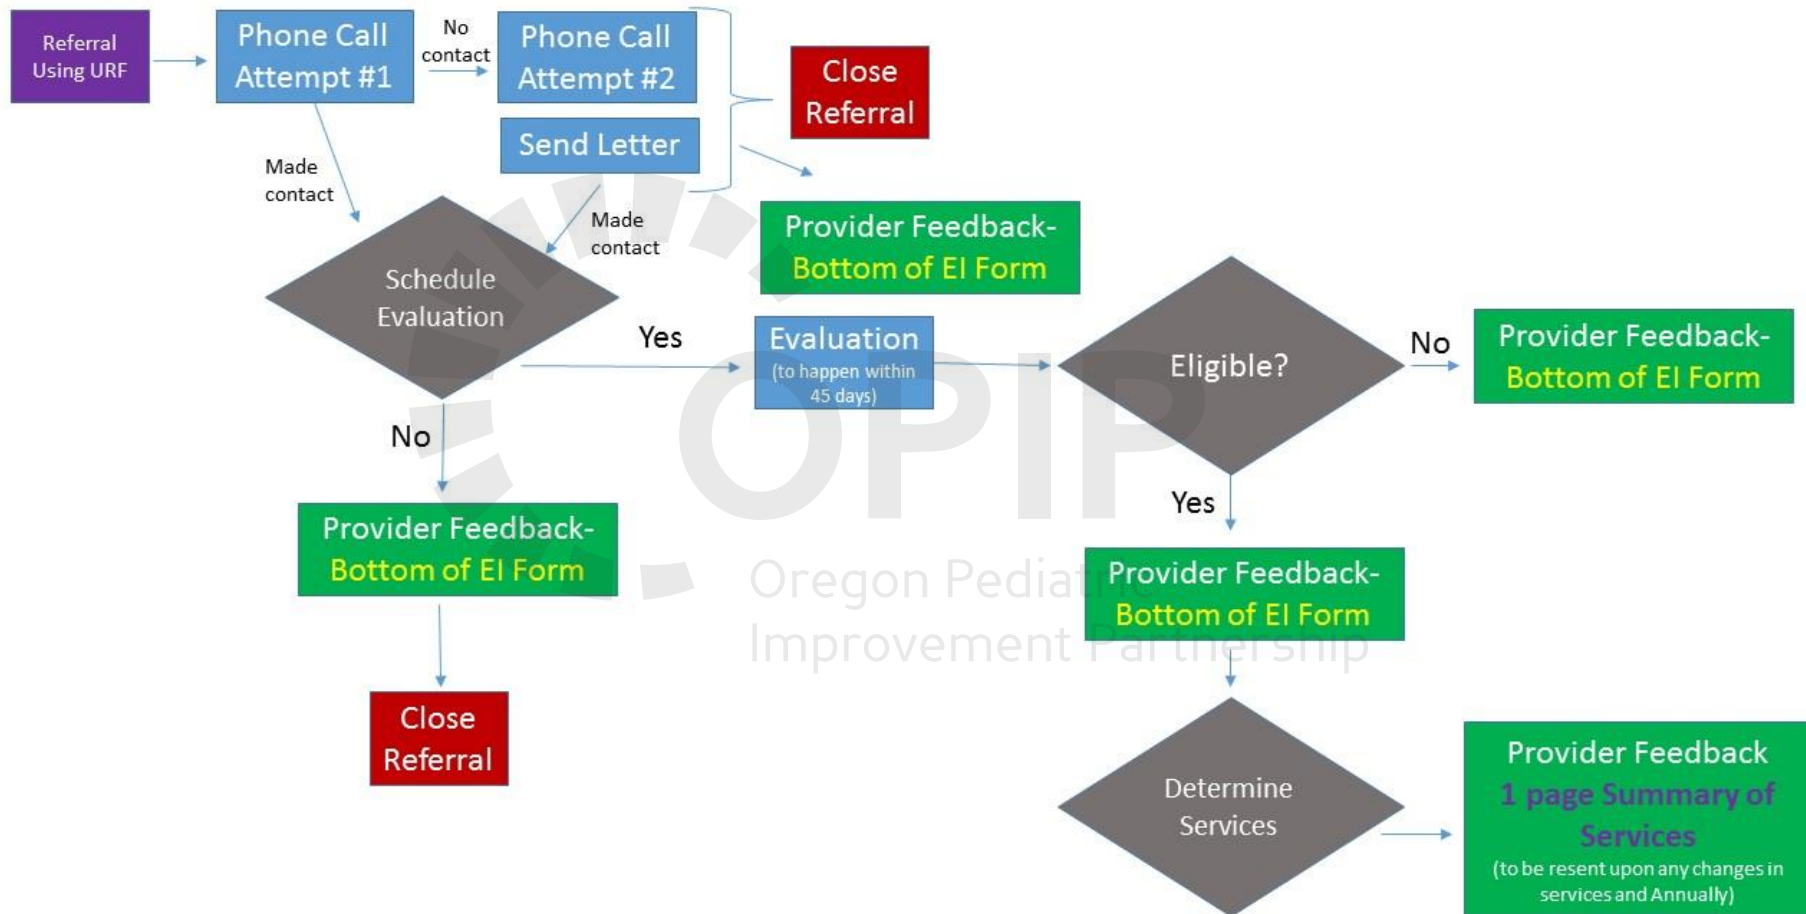 Referral
Using URF
Phone Call
Attempt #1
No
contact
Phone Call
Attempt #2
Send Letter
Close
Referral
Made
contact
Made
contact
Provider Feedback-
Bottom of EI Form
Schedule
Evaluation
Yes
Evaluation
(to happen within
45 days)
Eligible?
No
Provider Feedback-
Bottom of EI Form
No
Provider Feedback-
Bottom of EI Form
Close
Referral
Yes
Provider Feedback-
Bottom of EI Form
Determine
Services
Provider Feedback
1 page Summary of
Services
(to be resent upon any changes in
services and Annually)
OPIP
Oregon Pediatric
Improvement Partnership